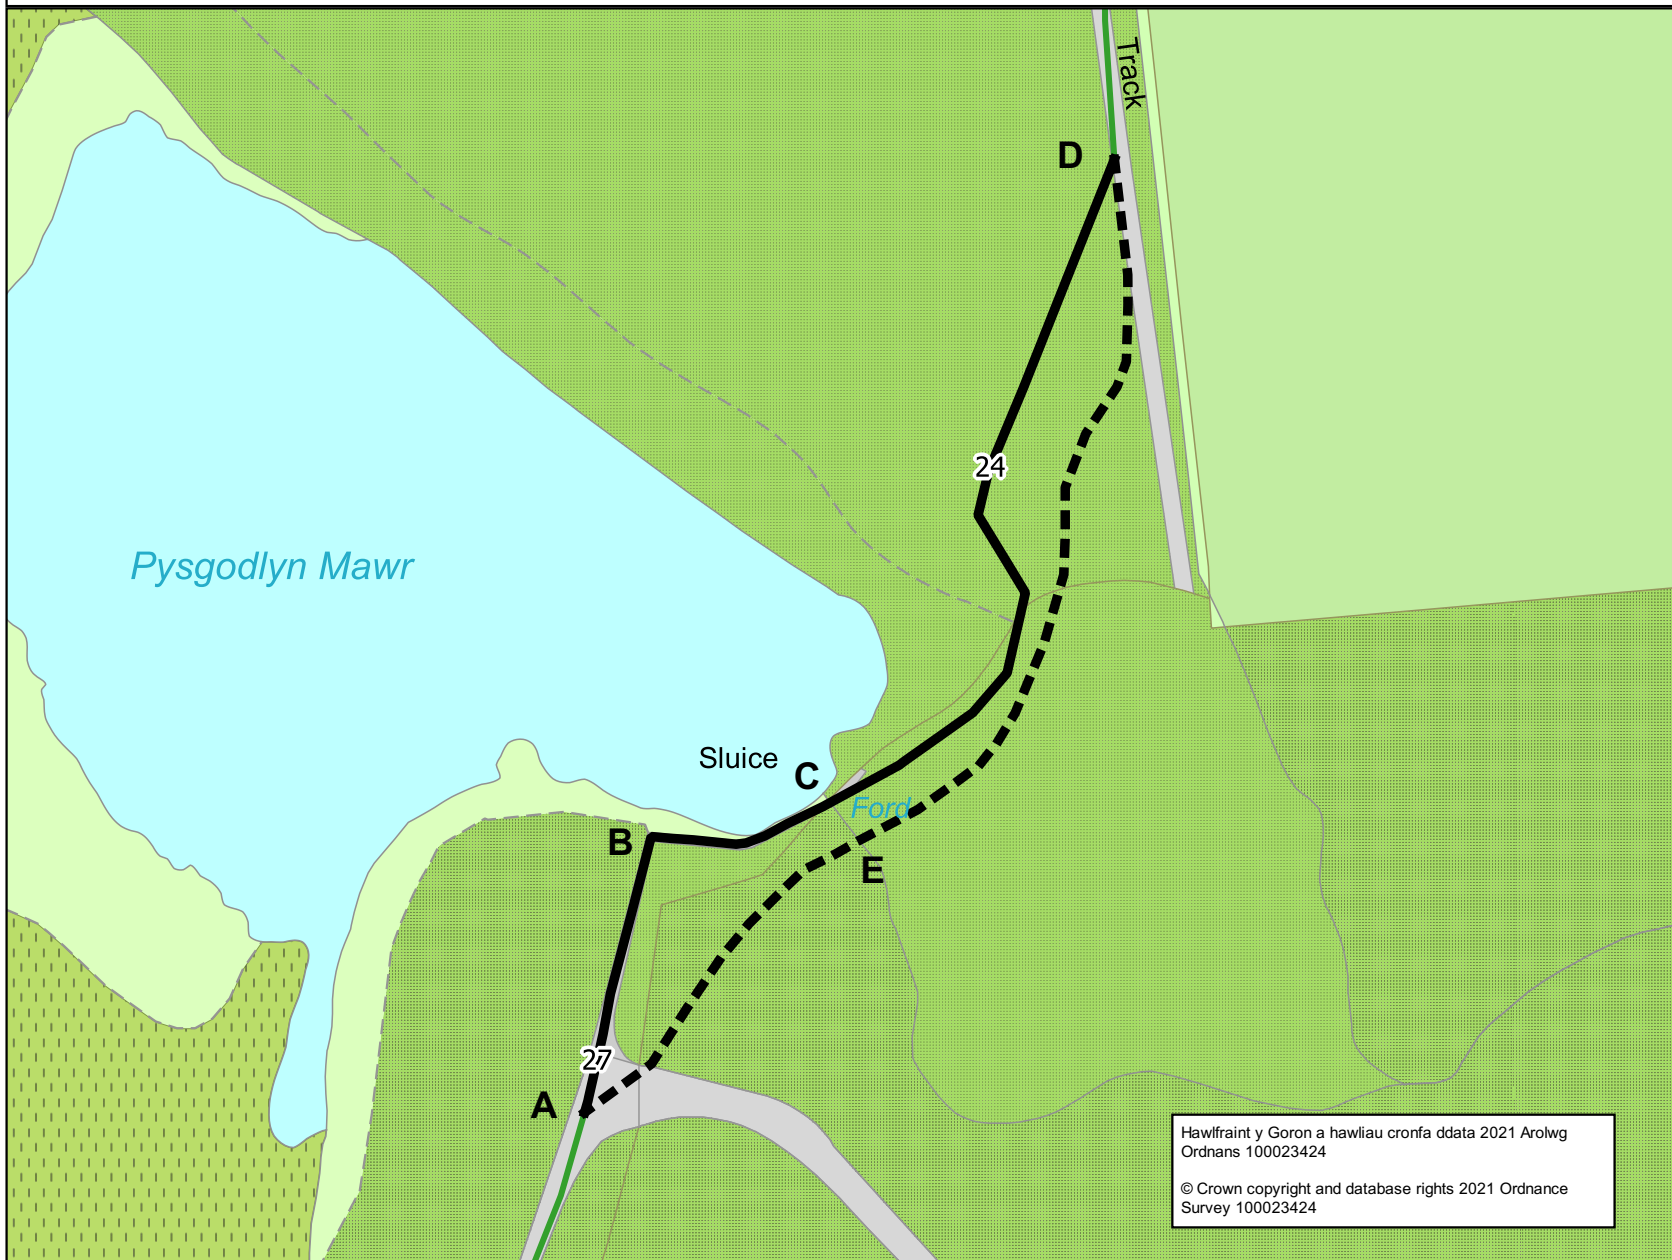 Track
D
24
Pysgodlyn Mawr
Sluice
C
Ford
B
E
27
A
Hawlfraint y Goron a hawliau cronfa ddata 2021 Arolwg
Ordnans 100023424
© Crown copyright and database rights 2021 Ordnance
Survey 100023424